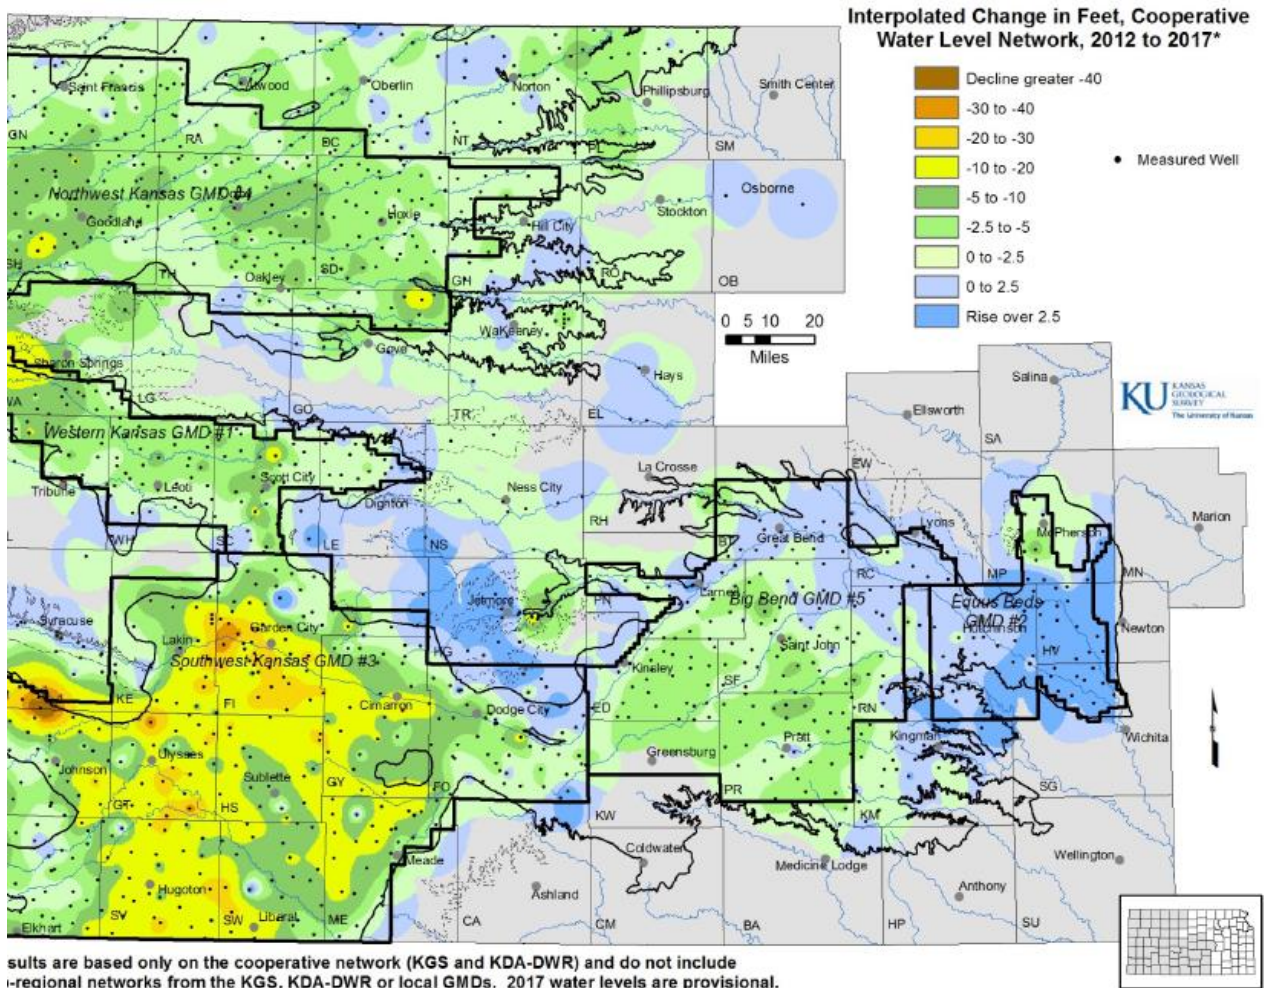 Interpolated Change in Feet, Cooperative
Water Level Network, 2012 to 2017*
Decline greater -40
-30 to -40
-20 to -30
-10 to -20
-5 to -10
-2.5 to -5
0 to -2.5
0 to 2.5
Rise over 2.5
Measured Well
0 5 10 20
Miles
KU KANSAS
GEOLOGICAL
SURVEY
The University of Kansas
Saint Francis
Atwood
Oberlin
Norton
Phillipsburg
Smith Center
RA
DC
NT
PL
SM
Northwest Kansas GMD #4
Goodland
Hoxie
Hill City
Stockton
Osborne
SH
TH
Oakley
SD
GH
RO
OB
WaKeeney
Gove
Hays
Sharon Springs
WA
LG
GO
TR
EL
Ellsworth
Salina
SA
Western Kansas GMD #1
Tribune
Leoti
Scott City
Dighton
Ness City
La Crosse
EW
Lyons
McPherson
Marion
WH
SC
LE
NS
RH
BT
Great Bend
RC
MP
MN
Syracuse
Lakin
Garden City
Jetmore
PN
Larned
Big Bend GMD #5
Equus Beds
GMD #2
Hutchinson
Newton
Southwest Kansas GMD #3
HG
Kinsley
Saint John
HV
KE
FI
Cimarron
Dodge City
ED
SF
RN
Johnson
Ulysses
Sublette
GY
FO
Greensburg
Pratt
Kingman
Wichita
GT
HS
KW
PR
KM
SG
Meade
Coldwater
Medicine Lodge
Wellington
Hugoton
Ashland
Anthony
Elkhart
SV
SW
Liberal
ME
CA
CM
BA
HP
SU
sults are based only on the cooperative network (KGS and KDA-DWR) and do not include
-regional networks from the KGS, KDA-DWR or local GMDs. 2017 water levels are provisional.